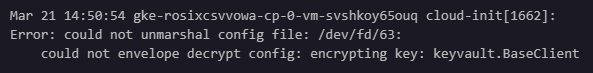 Mar 21 14:50:54 gke-rosixcsvvowa-cp-0-vm-svshkoy65ouq cloud-init[1662]:
Error: could not unmarshal config file: /dev/fd/63:
could not envelope decrypt config: encrypting key: keyvault.BaseClient